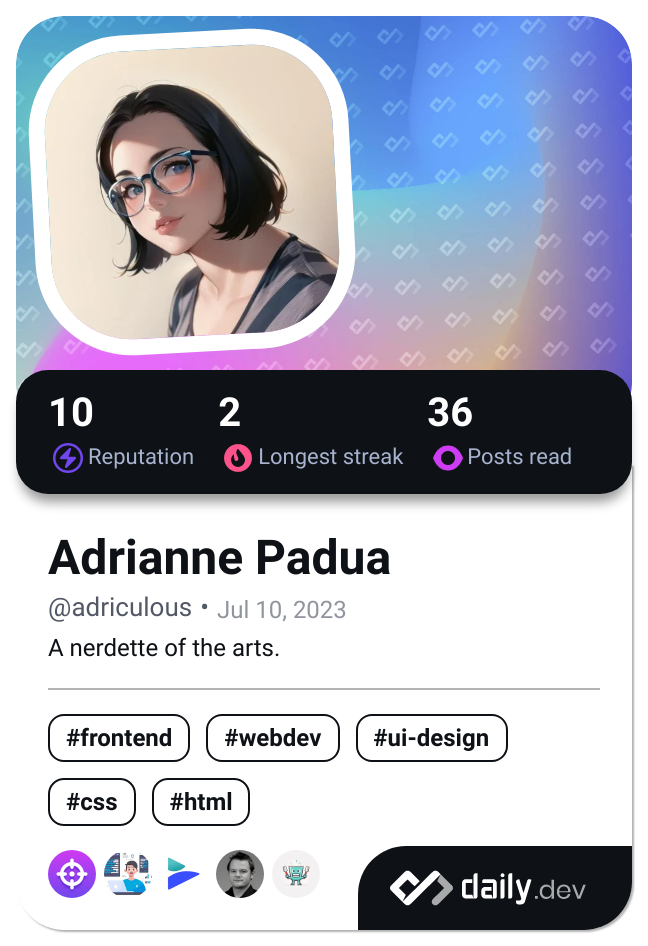 10 2 36
Reputation Longest streak Posts read
Adrianne Padua
@adriculous • Jul 10, 2023
A nerdette of the arts.
#frontend #webdev #ui-design
#css #html
daily.dev